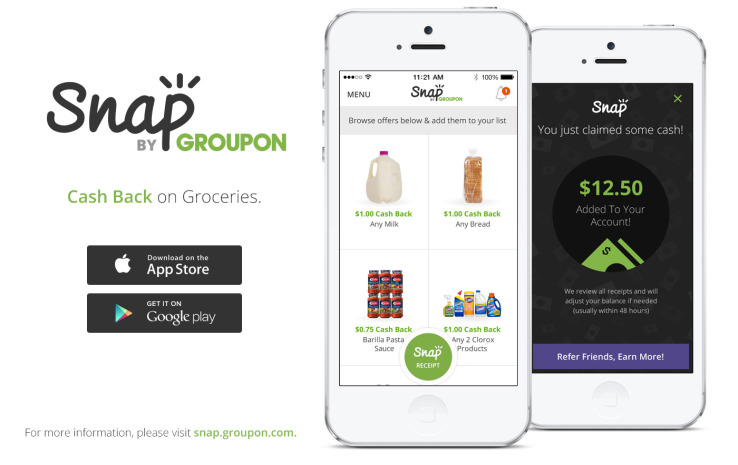 Snap
BY GROUPON
Cash Back on Groceries.
Download on the
App Store
GET IT ON
Google play
For more information, please visit snap.groupon.com.
11:21 AM
100%
MENU
Snap
BY GROUPON
1
Browse offers below & add them to your list
$1.00 Cash Back
Any Milk
$1.00 Cash Back
Any Bread
$0.75 Cash Back
Barilla Pasta
Sauce
$1.00 Cash Back
Any 2 Clorox
Products
Snap
RECEIPT
Snap
You just claimed some cash!
$12.50
Added To Your
Account!
$
We review all receipts and will
adjust your balance if needed
(usually within 48 hours)
Refer Friends, Earn More!